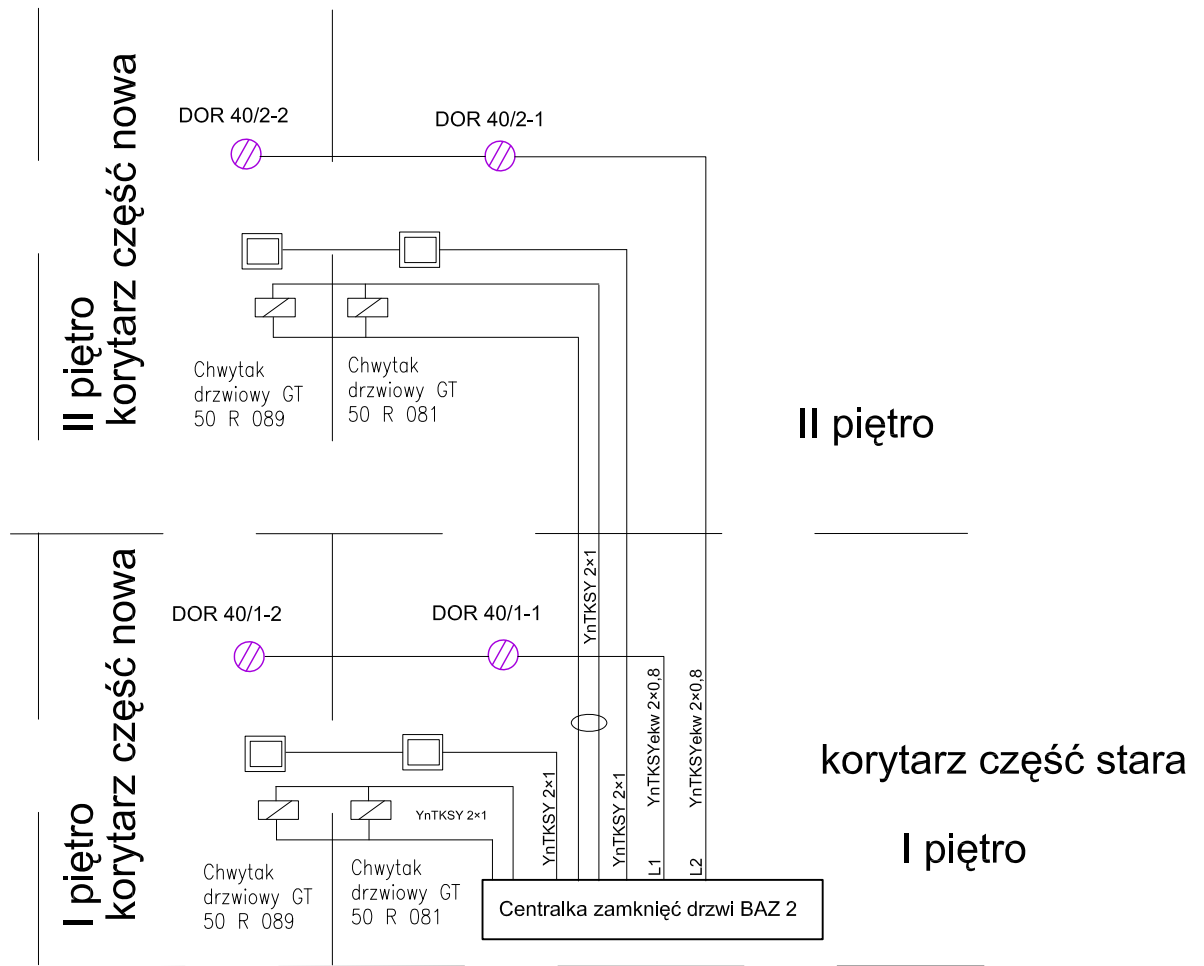 II piętro
korytarz część nowa
DOR 40/2-2
DOR 40/2-1
Chwytak
drzwiowy GT
50 R 089
Chwytak
drzwiowy GT
50 R 081
II piętro
I piętro
korytarz część nowa
DOR 40/1-2
DOR 40/1-1
YnTKSY 2×1
YnTKSY 2×1
YnTKSY 2×1
YnTKSY 2×1
L1 YnTKSYekw 2×0,8
L2 YnTKSYekw 2×0,8
Chwytak
drzwiowy GT
50 R 089
Chwytak
drzwiowy GT
50 R 081
Centralka zamknięć drzwi BAZ 2
korytarz część stara
I piętro